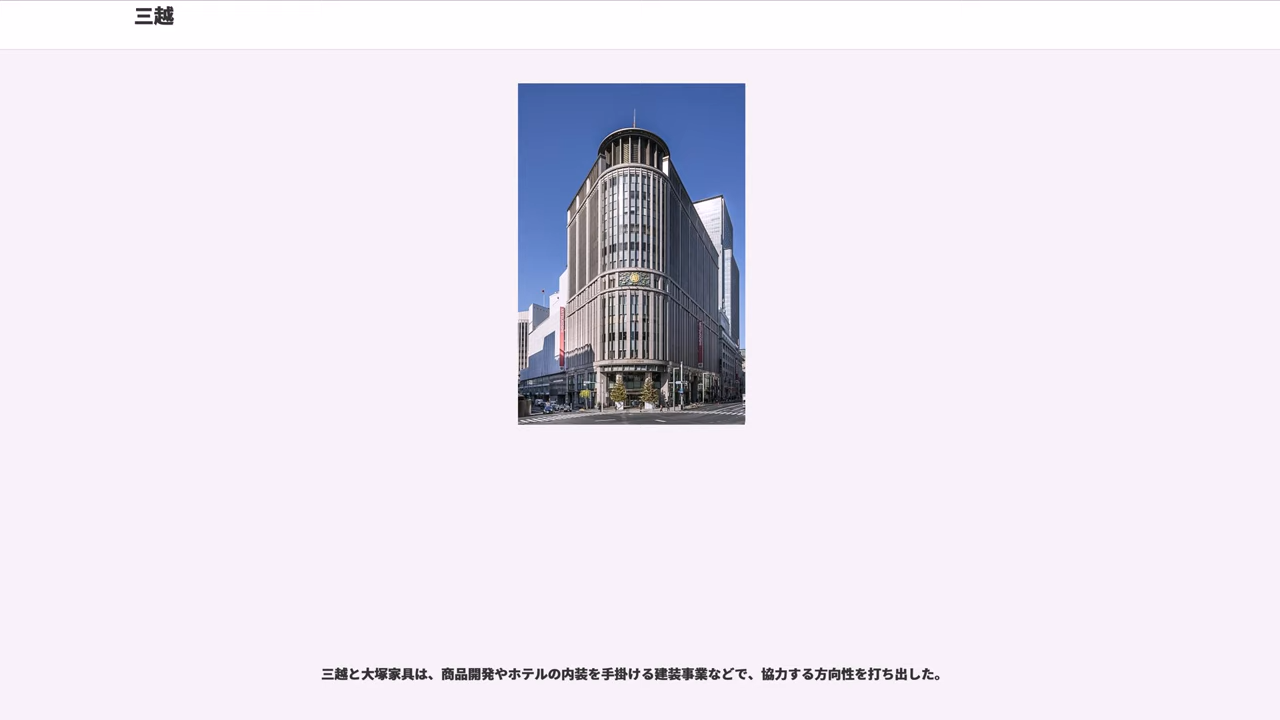 三越
三越と大塚家具は、商品開発やホテルの内装を手掛ける建装事業などで、協力する方向性を打ち出した。